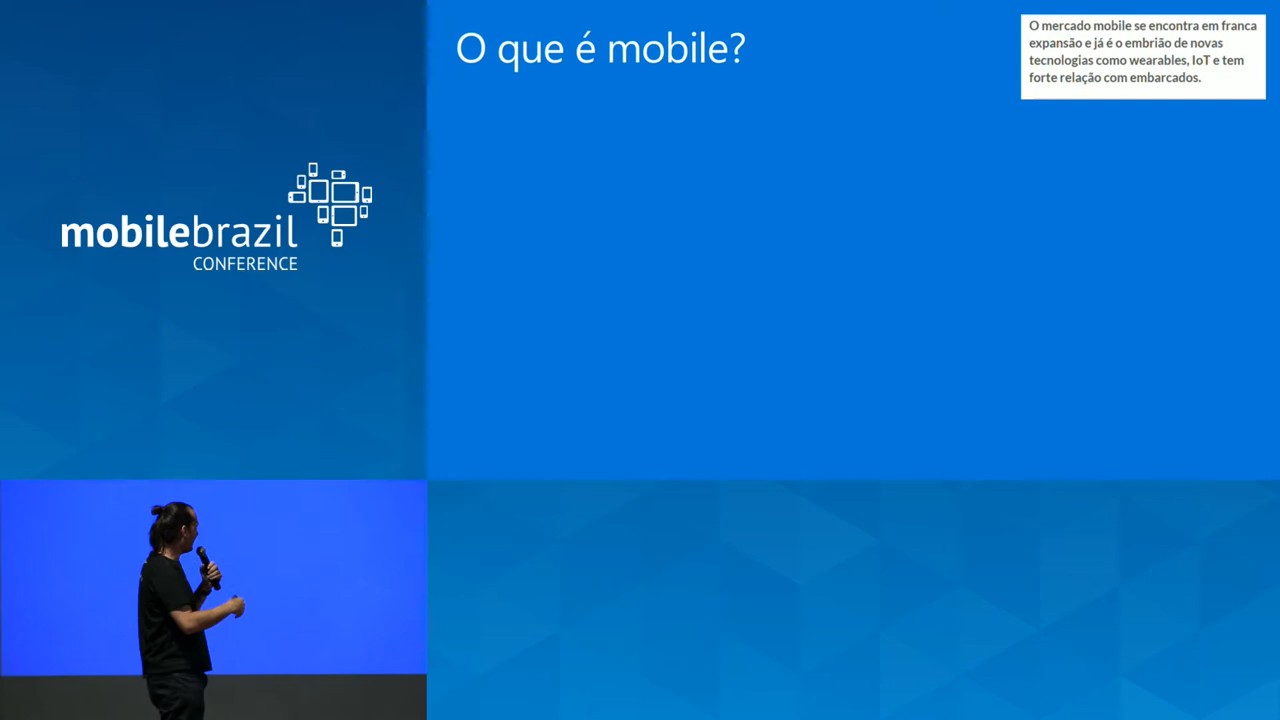 O que é mobile?
O mercado mobile se encontra em franca
expansão e já é o embrião de novas
tecnologias como wearables, IoT e tem
forte relação com embarcados.
mobilebrazil
CONFERENCE